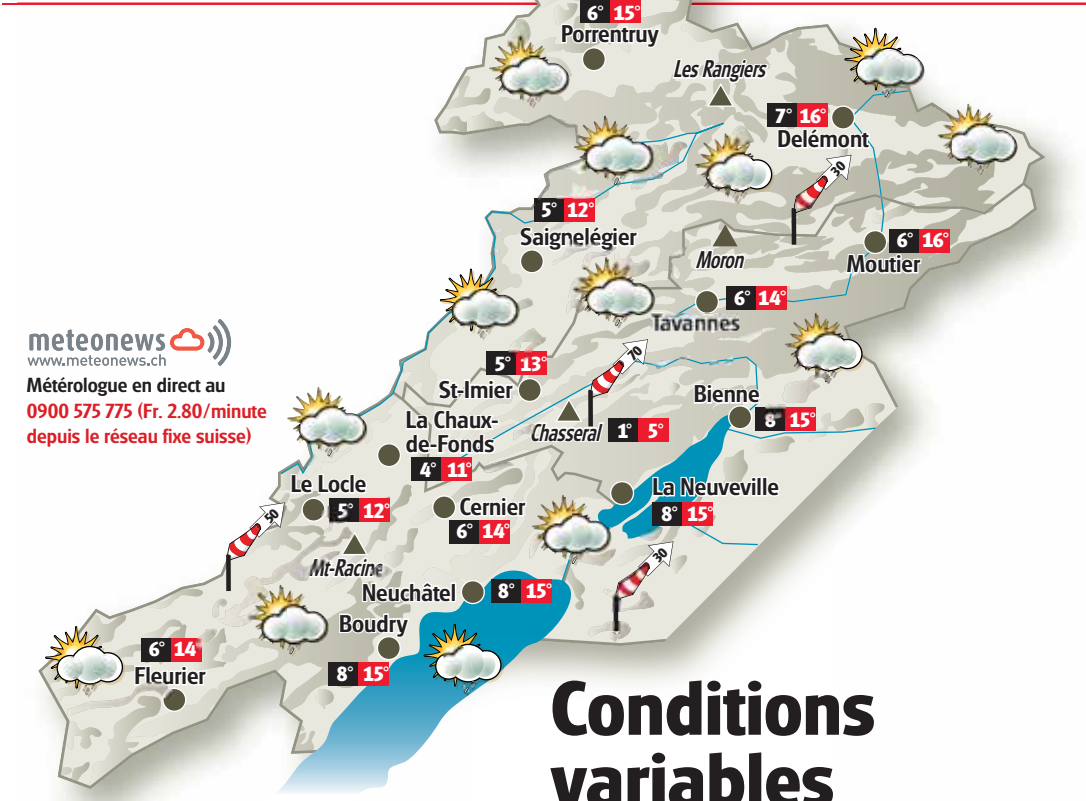 6° 15°
Porrentruy
Les Rangiers
7° 16°
Delémont
30
5° 12°
Saignelégier
Moron
6° 16°
Moutier
6° 14°
Tavannes
meteonews
www.meteonews.ch
Métérologue en direct au
0900 575 775 (Fr. 2.80/minute
depuis le réseau fixe suisse)
70
5° 13°
St-Imier
Bienne
8° 15°
Chasseral 1° 5°
La Chaux-
de-Fonds
4° 11°
Le Locle
5° 12°
Cernier
6° 14°
La Neuveville
8° 15°
50
Mt-Racine
30
Neuchâtel 8° 15°
Boudry
8° 15°
6° 14
Fleurier
Conditions
variables